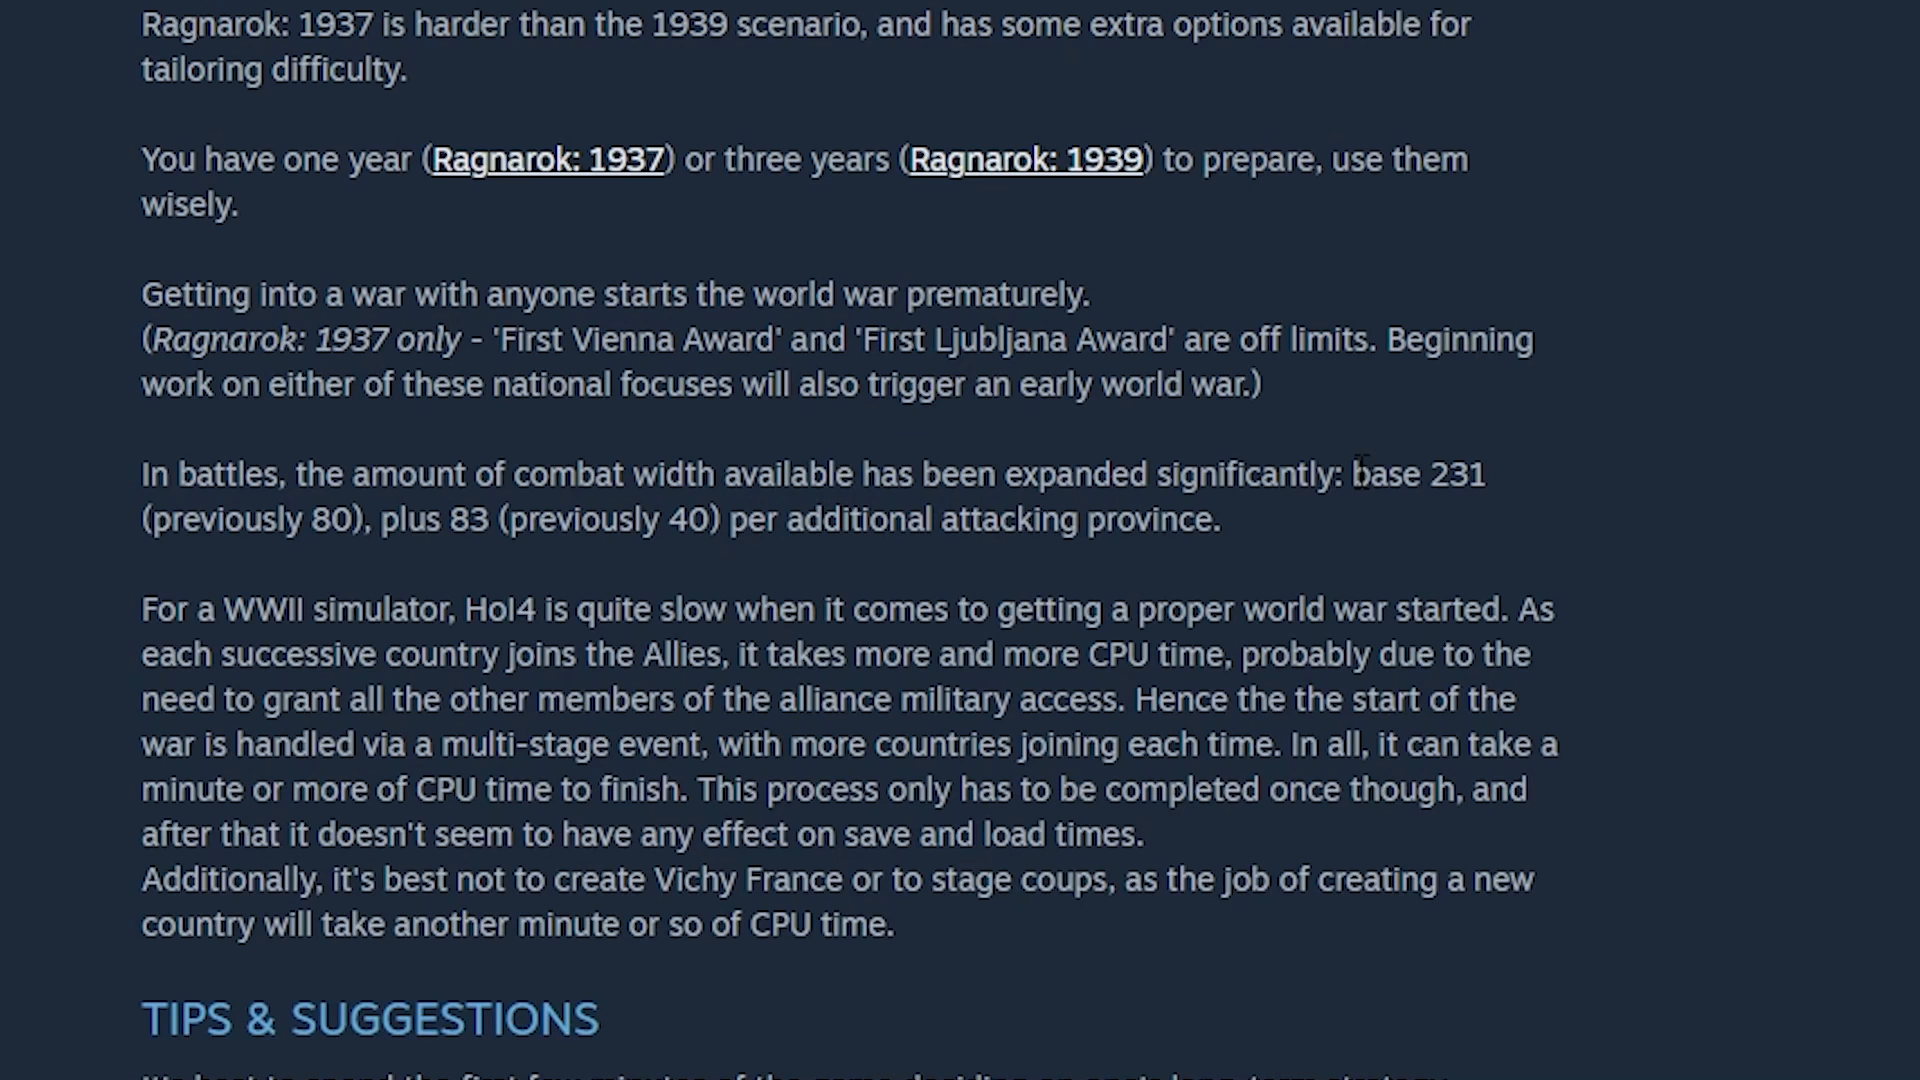 Ragnarok: 1937 is harder than the 1939 scenario, and has some extra options available for
tailoring difficulty.
You have one year (Ragnarok: 1937) or three years (Ragnarok: 1939) to prepare, use them
wisely.
Getting into a war with anyone starts the world war prematurely.
(Ragnarok: 1937 only - 'First Vienna Award' and 'First Ljubljana Award' are off limits. Beginning
work on either of these national focuses will also trigger an early world war.)
In battles, the amount of combat width available has been expanded significantly: base 231
(previously 80), plus 83 (previously 40) per additional attacking province.
For a WWII simulator, HoI4 is quite slow when it comes to getting a proper world war started. As
each successive country joins the Allies, it takes more and more CPU time, probably due to the
need to grant all the other members of the alliance military access. Hence the the start of the
war is handled via a multi-stage event, with more countries joining each time. In all, it can take a
minute or more of CPU time to finish. This process only has to be completed once though, and
after that it doesn't seem to have any effect on save and load times.
Additionally, it's best not to create Vichy France or to stage coups, as the job of creating a new
country will take another minute or so of CPU time.
TIPS & SUGGESTIONS